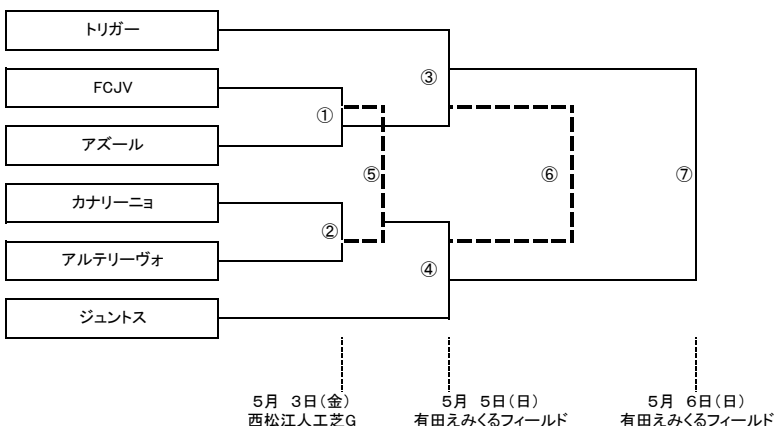 トリガー
FCJV
アズール
カナリーニョ
アルテリーヴォ
ジュントス
①
②
③
④
⑤
⑥
⑦
5月 3日(金)
西松江人工芝G
5月 5日(日)
有田えみくるフィールド
5月 6日(日)
有田えみくるフィールド